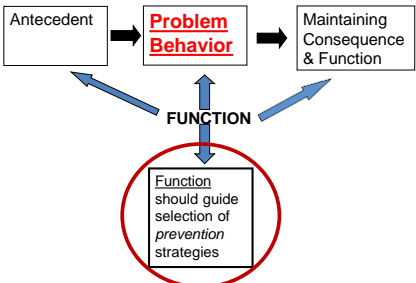 Antecedent
Problem
Behavior
Maintaining
Consequence
& Function
FUNCTION
Function
should guide
selection of
prevention
strategies